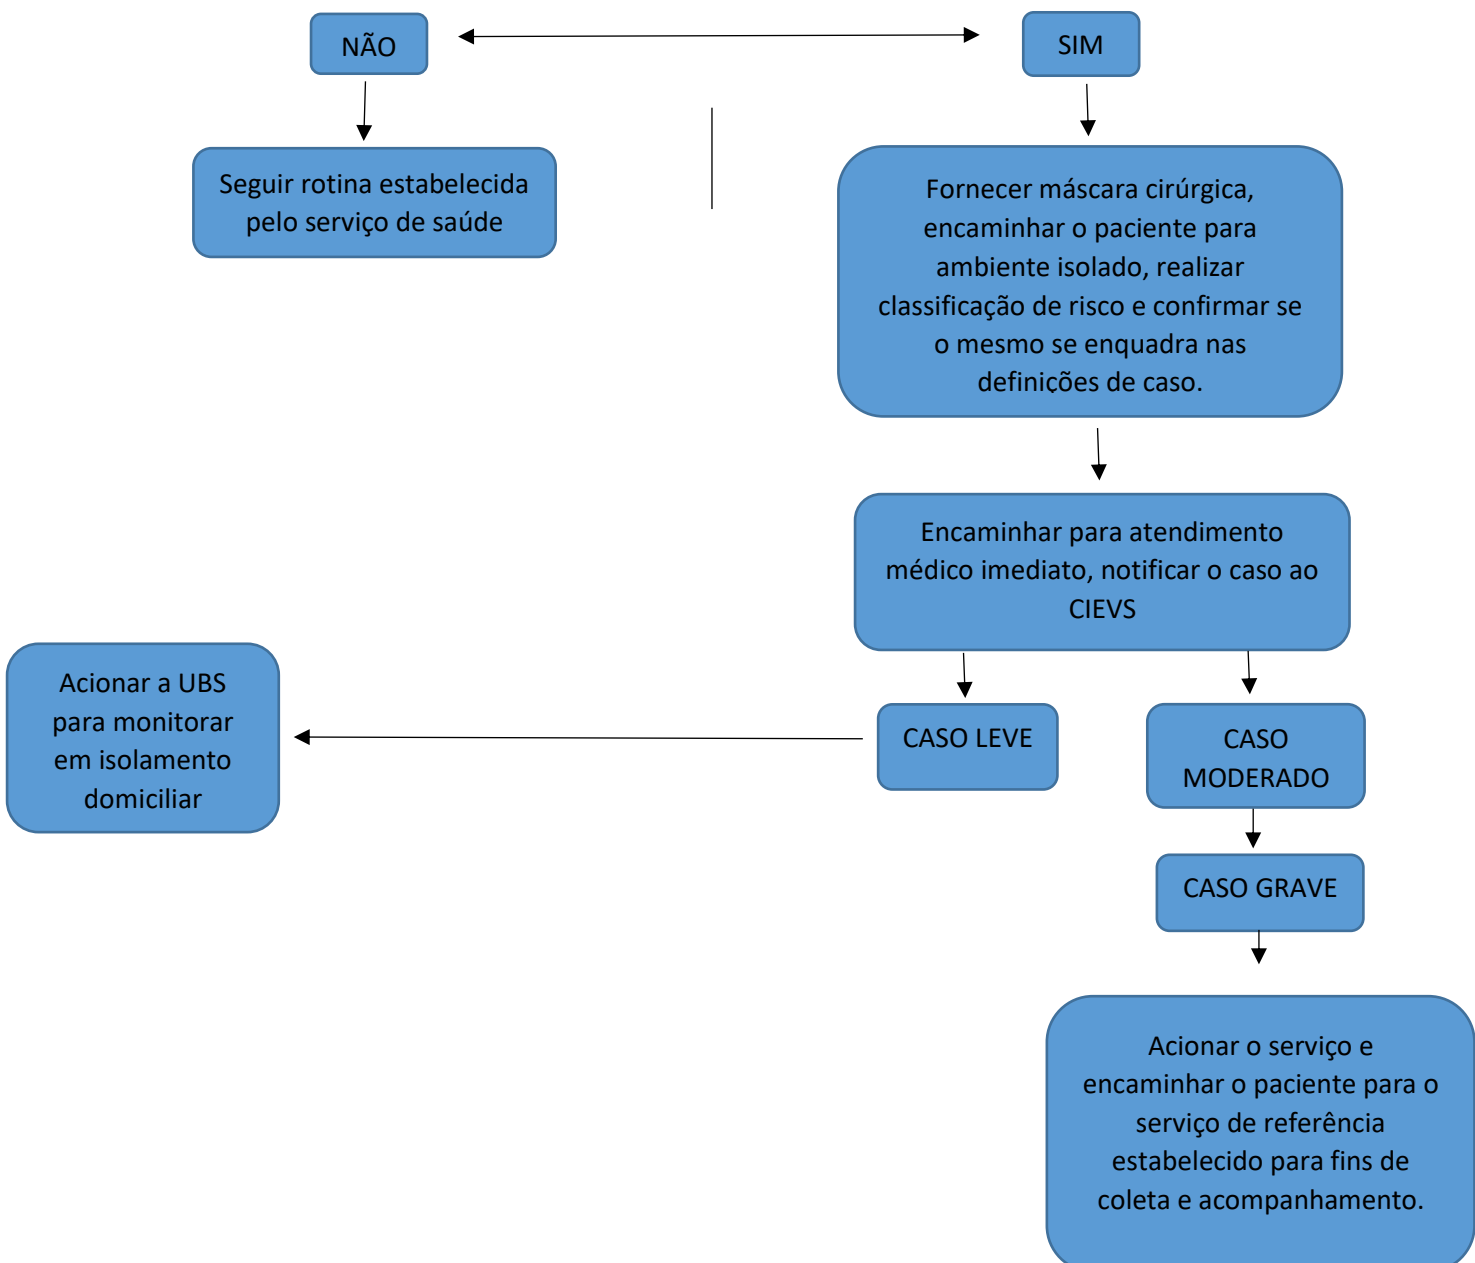 NÃO
SIM
Seguir rotina estabelecida
pelo serviço de saúde
Fornecer máscara cirúrgica,
encaminhar o paciente para
ambiente isolado, realizar
classificação de risco e confirmar se
o mesmo se enquadra nas
definições de caso.
Encaminhar para atendimento
médico imediato, notificar o caso ao
CIEVS
Acionar a UBS
para monitorar
em isolamento
domiciliar
CASO LEVE
CASO
MODERADO
CASO GRAVE
Acionar o serviço e
encaminhar o paciente para o
serviço de referência
estabelecido para fins de
coleta e acompanhamento.